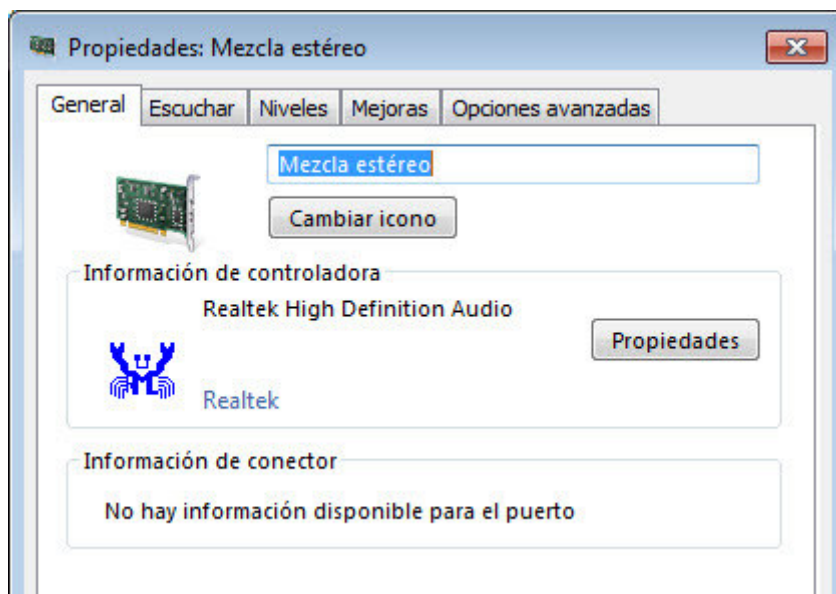 Propiedades: Mezcla estéreo
General Escuchar Niveles Mejoras Opciones avanzadas
Mezcla estéreo
Cambiar icono
Información de controladora
Realtek High Definition Audio
Propiedades
Realtek
Información de conector
No hay información disponible para el puerto